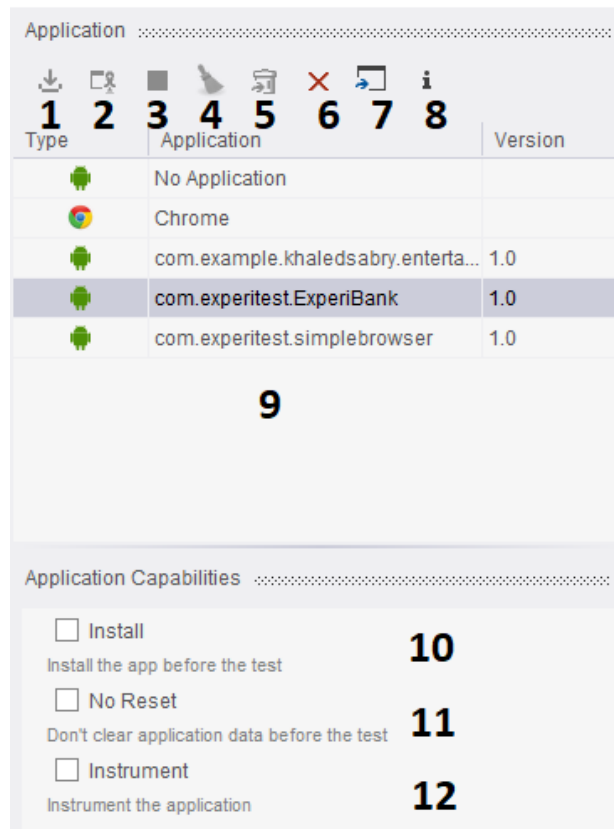 Application
1 2 3 4 5 6 7 8
Type Application Version
No Application
Chrome
com.example.khaledsabry.enterta... 1.0
com.experitest.ExperiBank 1.0
com.experitest.simplebrowser 1.0
9
Application Capabilities
Install
Install the app before the test
10
No Reset
Don't clear application data before the test
11
Instrument
Instrument the application
12